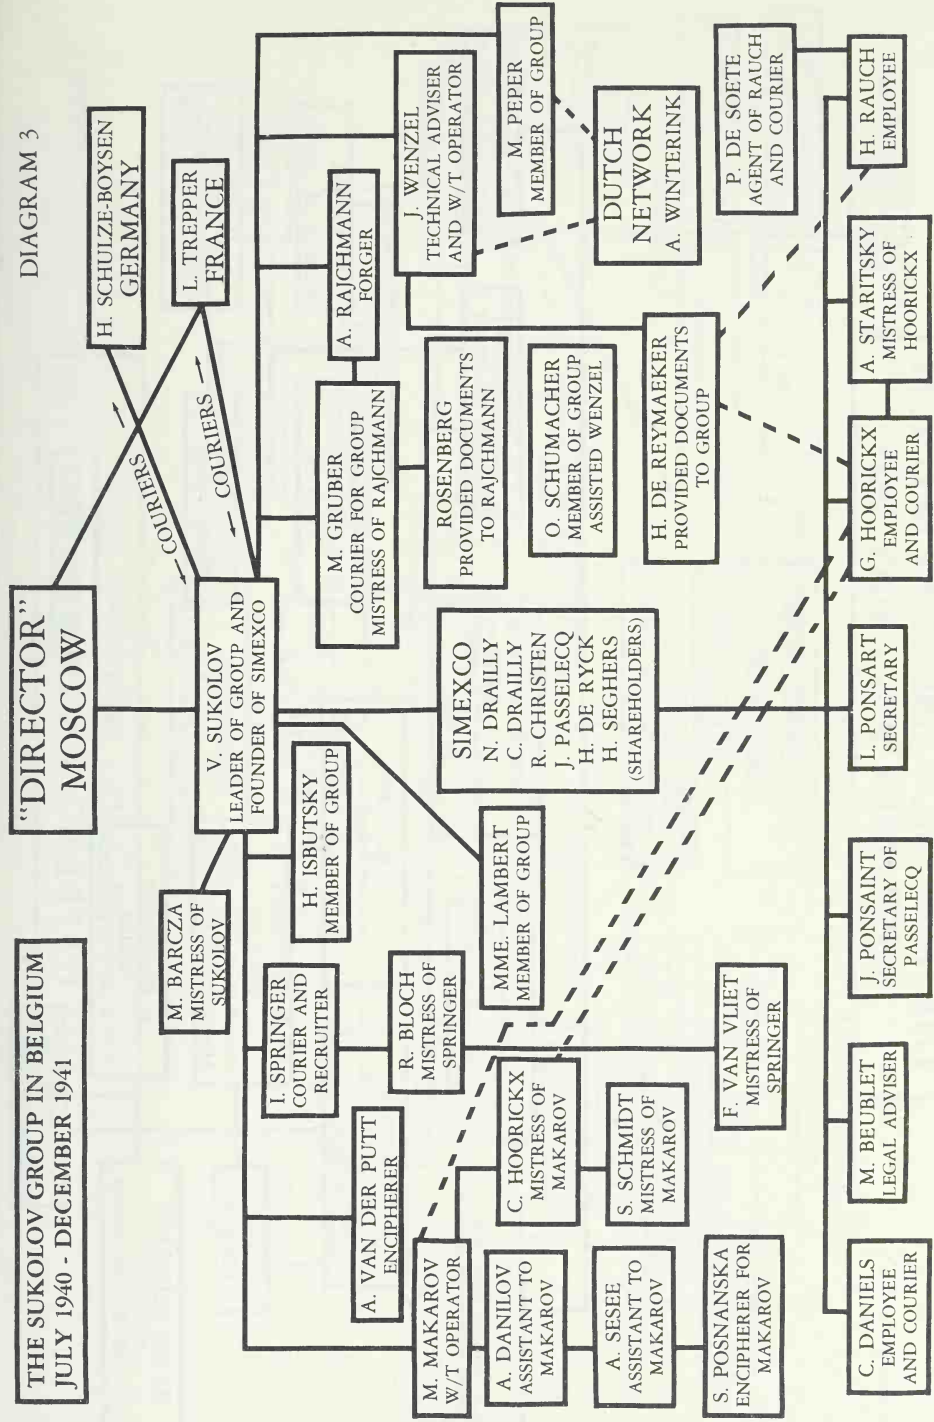 THE SUKOLOV GROUP IN BELGIUM
JULY 1940 - DECEMBER 1941
DIAGRAM 3
"DIRECTOR"
MOSCOW
H. SCHULZE-BOYSEN
GERMANY
L. TREPPER
FRANCE
COURIERS
COURIERS
M. BARCZA
MISTRESS OF
SUKOLOV
V. SUKOLOV
LEADER OF GROUP AND
FOUNDER OF SIMEXCO
I. SPRINGER
COURIER AND
RECRUITER
H. ISBUTSKY
MEMBER OF GROUP
M. GRUBER
COURIER FOR GROUP
MISTRESS OF RAJCHMANN
A. RAJCHMANN
FORGER
A. VAN DER PUTT
ENCIPHERER
R. BLOCH
MISTRESS OF
SPRINGER
J. WENZEL
TECHNICAL ADVISER
AND W/T OPERATOR
M. PEPER
MEMBER OF GROUP
M. MAKAROV
W/T OPERATOR
MME. LAMBERT
MEMBER OF GROUP
SIMEXCO
N. DRAILLY
C. DRAILLY
R. CHRISTEN
J. PASSELECQ
H. DE RYCK
H. SEGHERS
(SHAREHOLDERS)
ROSENBERG
PROVIDED DOCUMENTS
TO RAJCHMANN
A. DANILOV
ASSISTANT TO
MAKAROV
C. HOORICKX
MISTRESS OF
MAKAROV
O. SCHUMACHER
MEMBER OF GROUP
ASSISTED WENZEL
DUTCH
NETWORK
A. WINTERINK
A. SESEE
ASSISTANT TO
MAKAROV
S. SCHMIDT
MISTRESS OF
MAKAROV
H. DE REYMAEKER
PROVIDED DOCUMENTS
TO GROUP
S. POSNANSKA
ENCIPHERER FOR
MAKAROV
F. VAN VLIET
MISTRESS OF
SPRINGER
P. DE SOETE
AGENT OF RAUCH
AND COURIER
C. DANIELS
EMPLOYEE
AND COURIER
M. BEUBLET
LEGAL ADVISER
J. PONSAINT
SECRETARY OF
PASSELECQ
L. PONSART
SECRETARY
G. HOORICKX
EMPLOYEE
AND COURIER
A. STARITSKY
MISTRESS OF
HOORICKX
H. RAUCH
EMPLOYEE